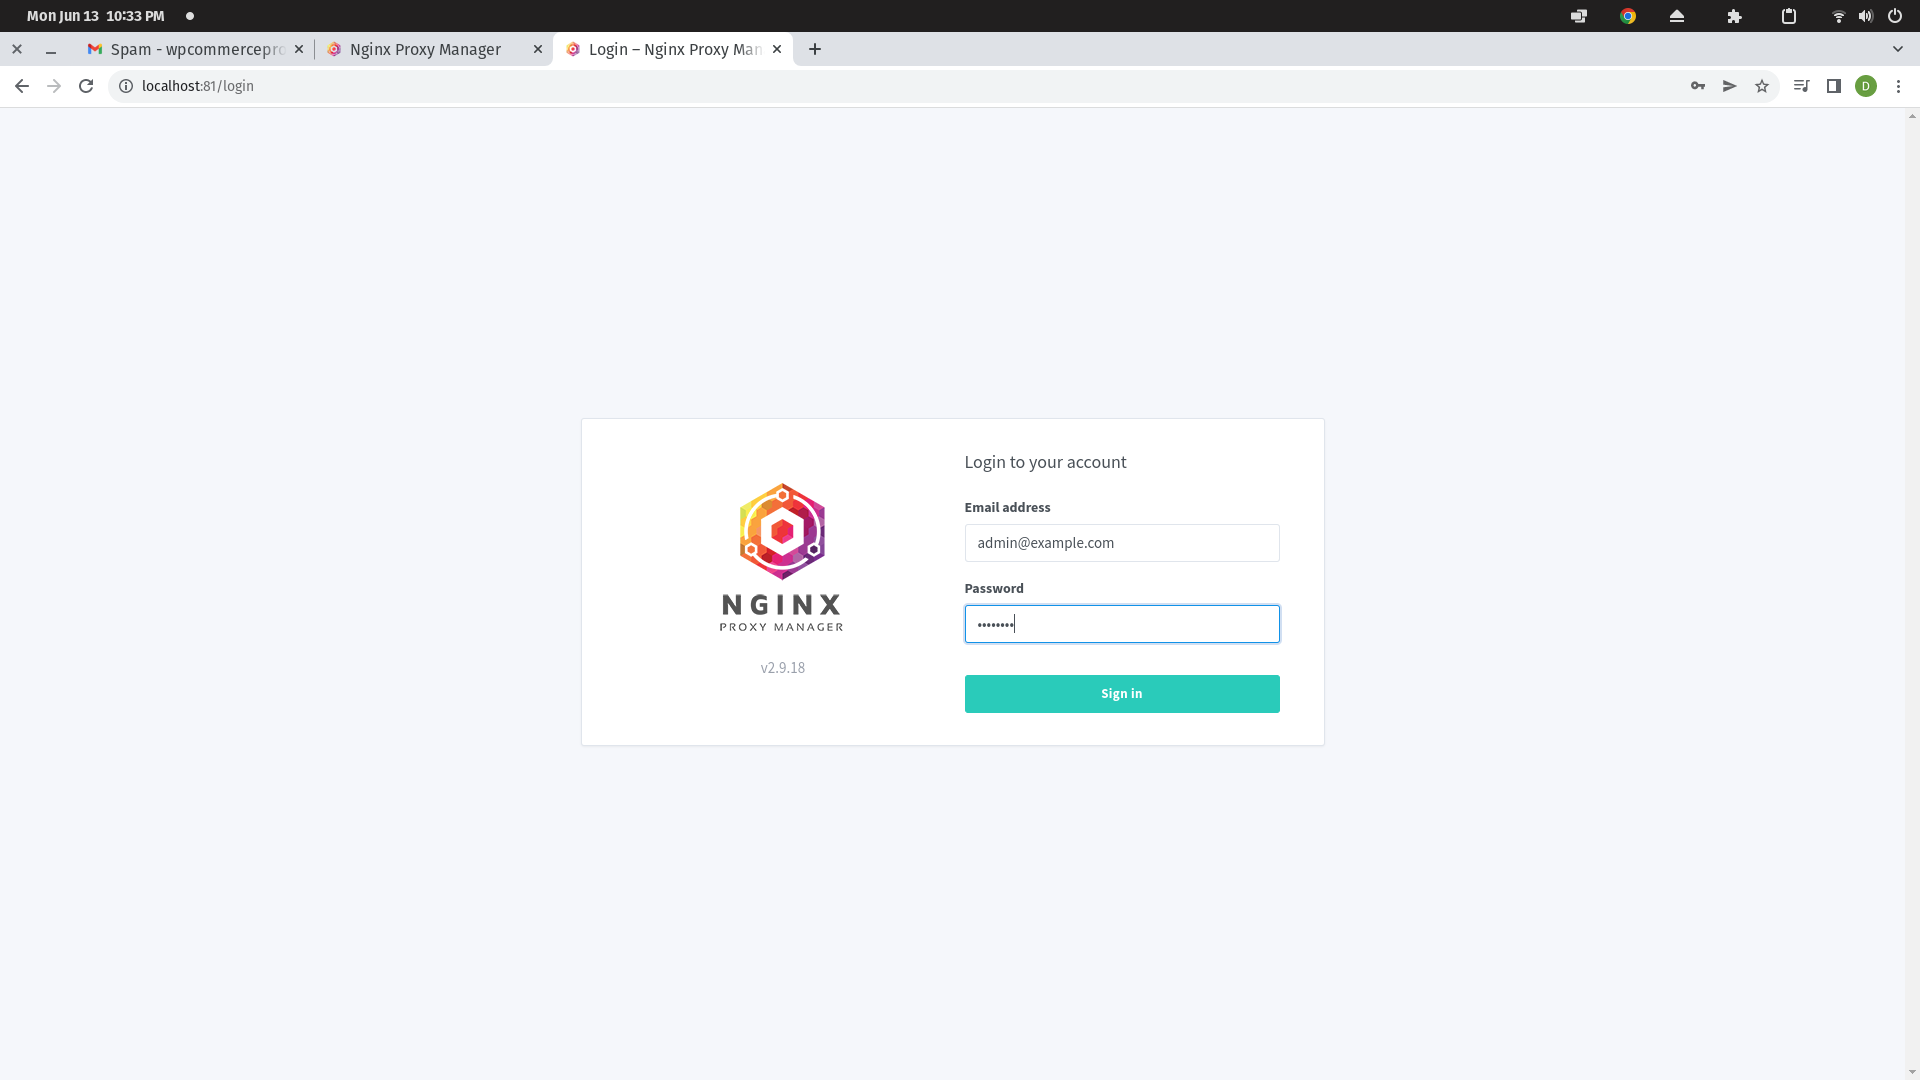 Mon Jun 13 10:33 PM
Spam - wpcommercepro
Nginx Proxy Manager
Login – Nginx Proxy Man
localhost:81/login
D
Login to your account
Email address
admin@example.com
Password
••••••••
NGINX
PROXY MANAGER
v2.9.18
Sign in